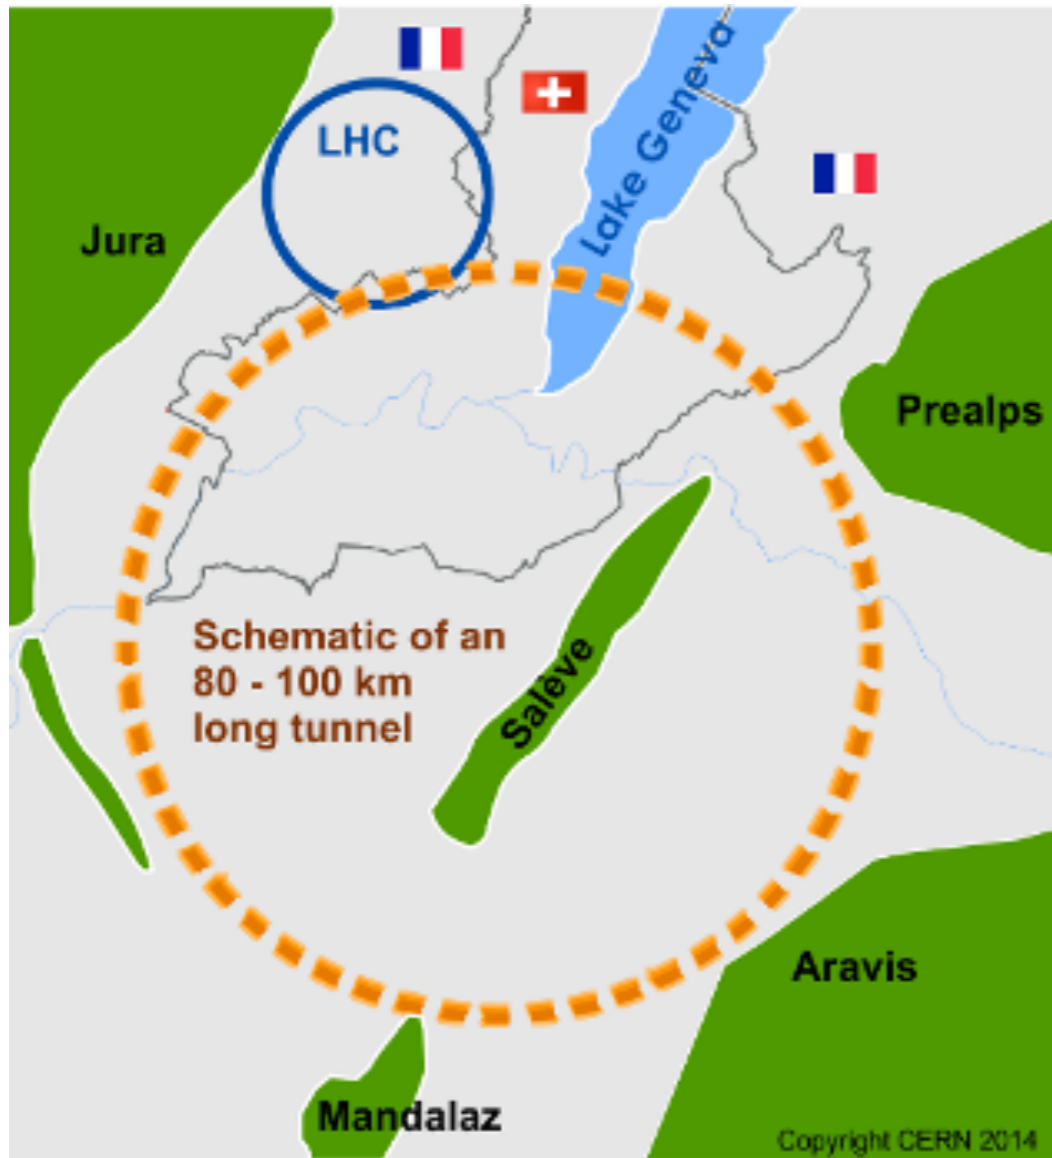 LHC
Lake Geneva
Jura
Prealps
Schematic of an
80 - 100 km
long tunnel
Salève
Aravis
Mandalaz
Copyright CERN 2014